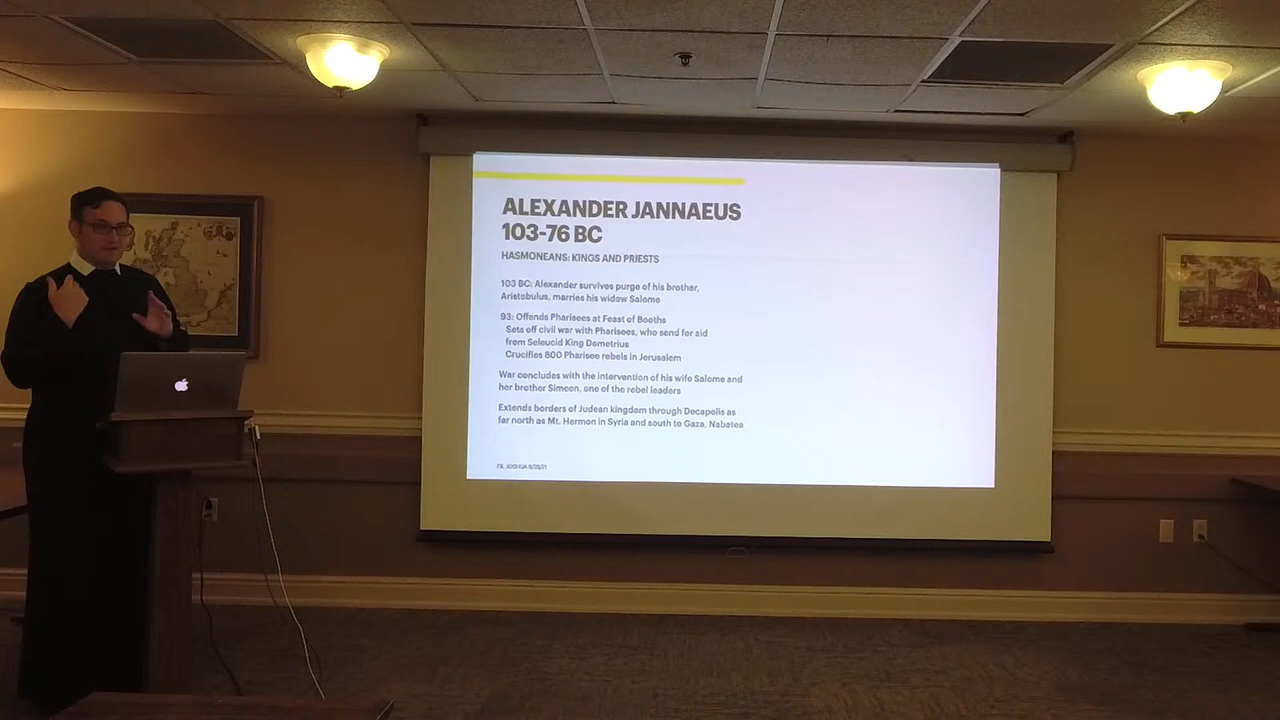 ALEXANDER JANNAEUS
103-76 BC
HASMONEANS: KINGS AND PRIESTS
103 BC: Alexander survives purge of his brother,
Aristobulus, marries his widow Salome
93: Offends Pharisees at Feast of Booths
Sets off civil war with Pharisees, who send for aid
from Seleucid King Demetrius
Crucifies 800 Pharisee rebels in Jerusalem
War concludes with the intervention of his wife Salome and
her brother Simeon, one of the rebel leaders
Extends borders of Judean kingdom through Decapolis as
far north as Mt. Hermon in Syria and south to Gaza, Nabatea
FR. JOSHUA